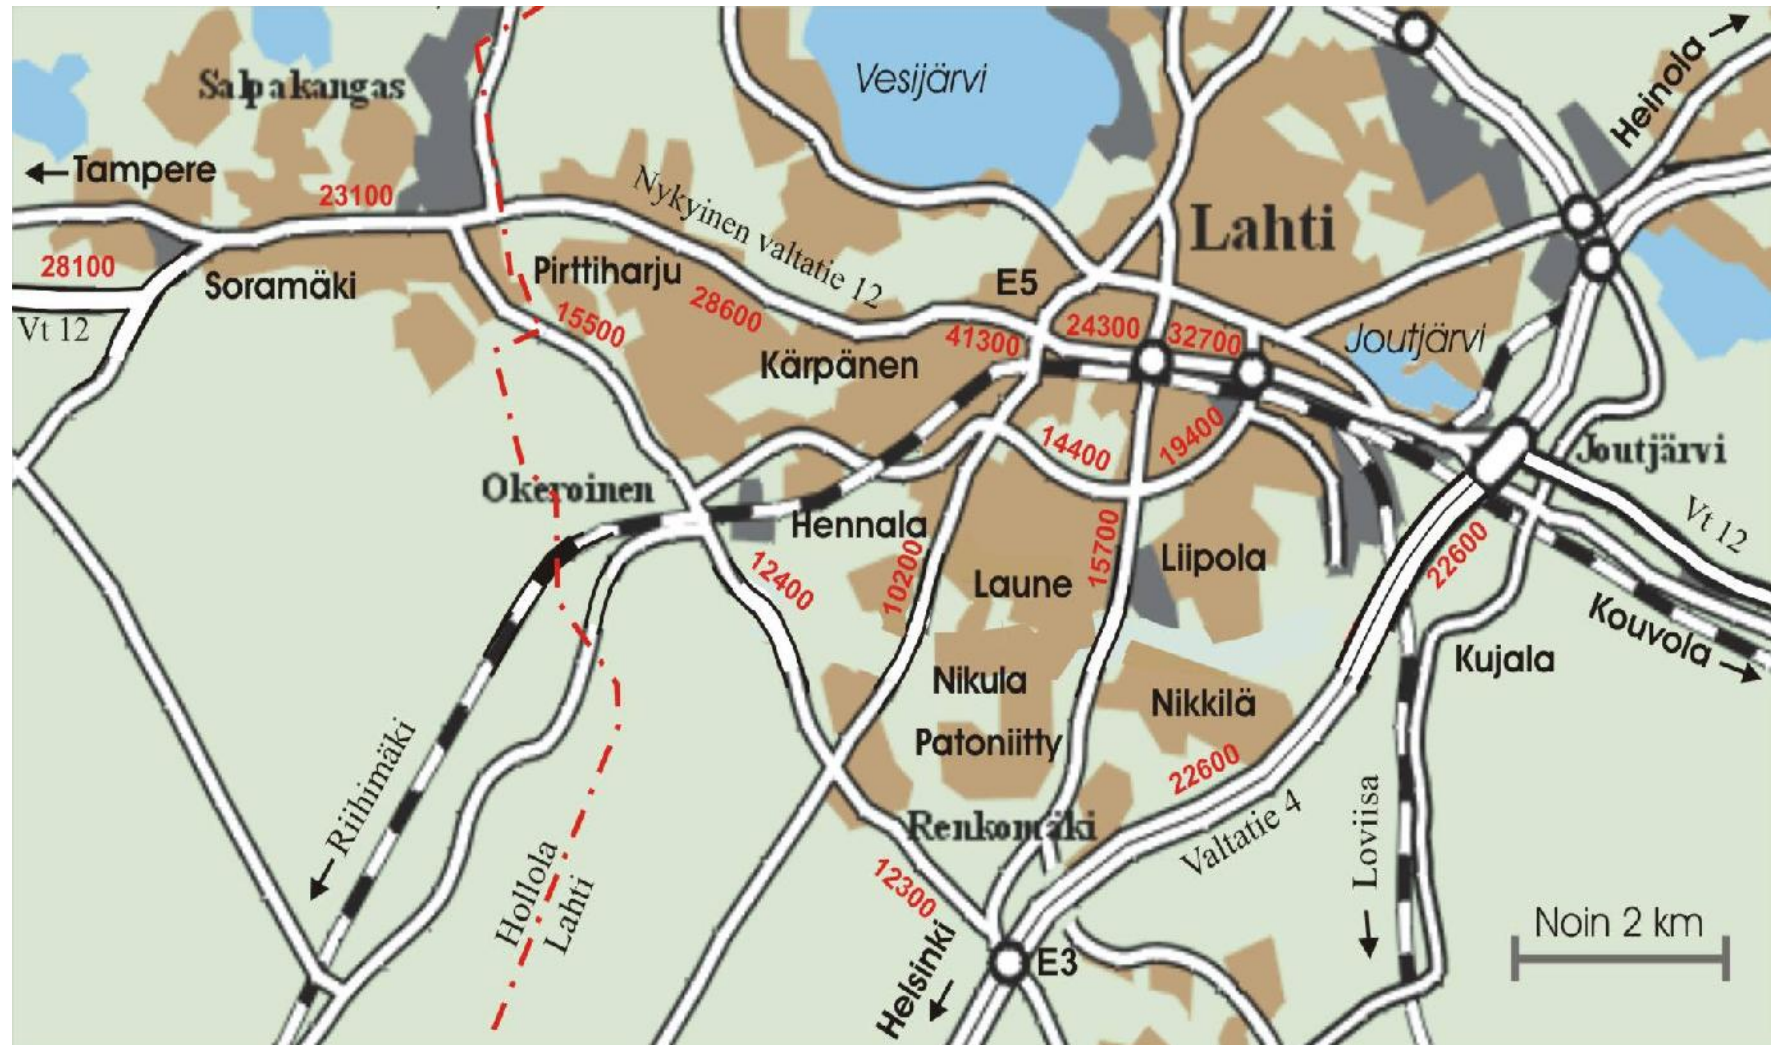 Vesijärvi
Salpakangas
Heinola
Tampere
23100
Nykyinen valtatie 12
Lahti
28100
Soramäki
Pirttiharju
E5
Vt 12
15500
28600
41300
24300
32700
Joutjärvi
Kärpänen
14400
19400
Joutjärvi
Okeroinen
Hennala
Vt 12
12400
10200
15700
Liipola
22600
Laune
Kouvola
Nikula
Kujala
Nikkilä
Patoniitty
22600
Riihimäki
Renkomäki
Valtatie 4
Loviisa
12300
Hollola
Lahti
Noin 2 km
Helsinki
E3